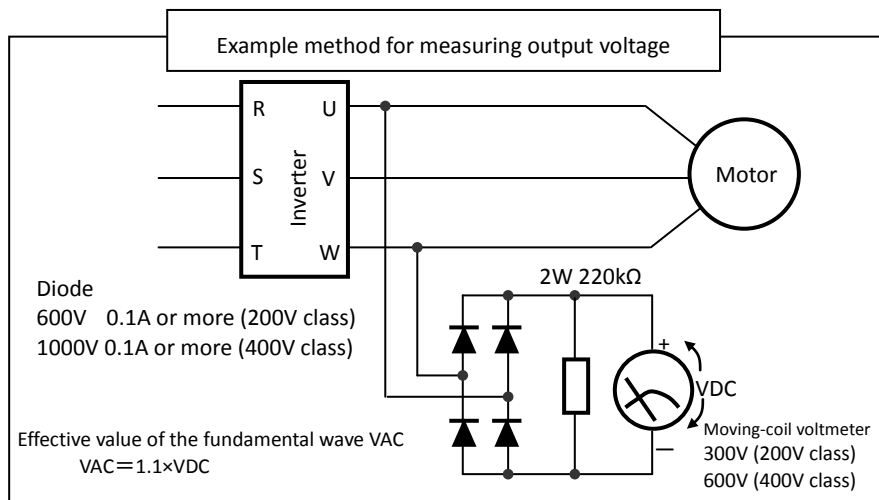 Example method for measuring output voltage
R
U
S
V
T
W
Inverter
Motor
Diode
600V 0.1A or more (200V class)
1000V 0.1A or more (400V class)
2W 220kΩ
+
VDC
−
Effective value of the fundamental wave VAC
VAC＝1.1×VDC
Moving-coil voltmeter
300V (200V class)
600V (400V class)